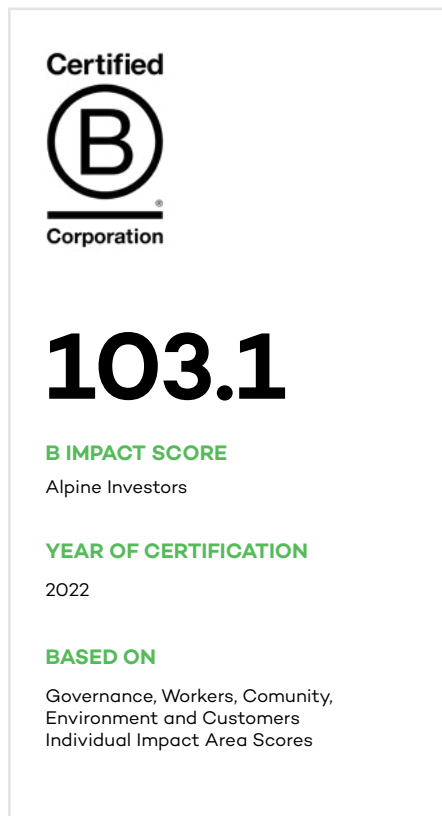 Certified
B
®
Corporation
103.1
B IMPACT SCORE
Alpine Investors
YEAR OF CERTIFICATION
2022
BASED ON
Governance, Workers, Comunity,
Environment and Customers
Individual Impact Area Scores